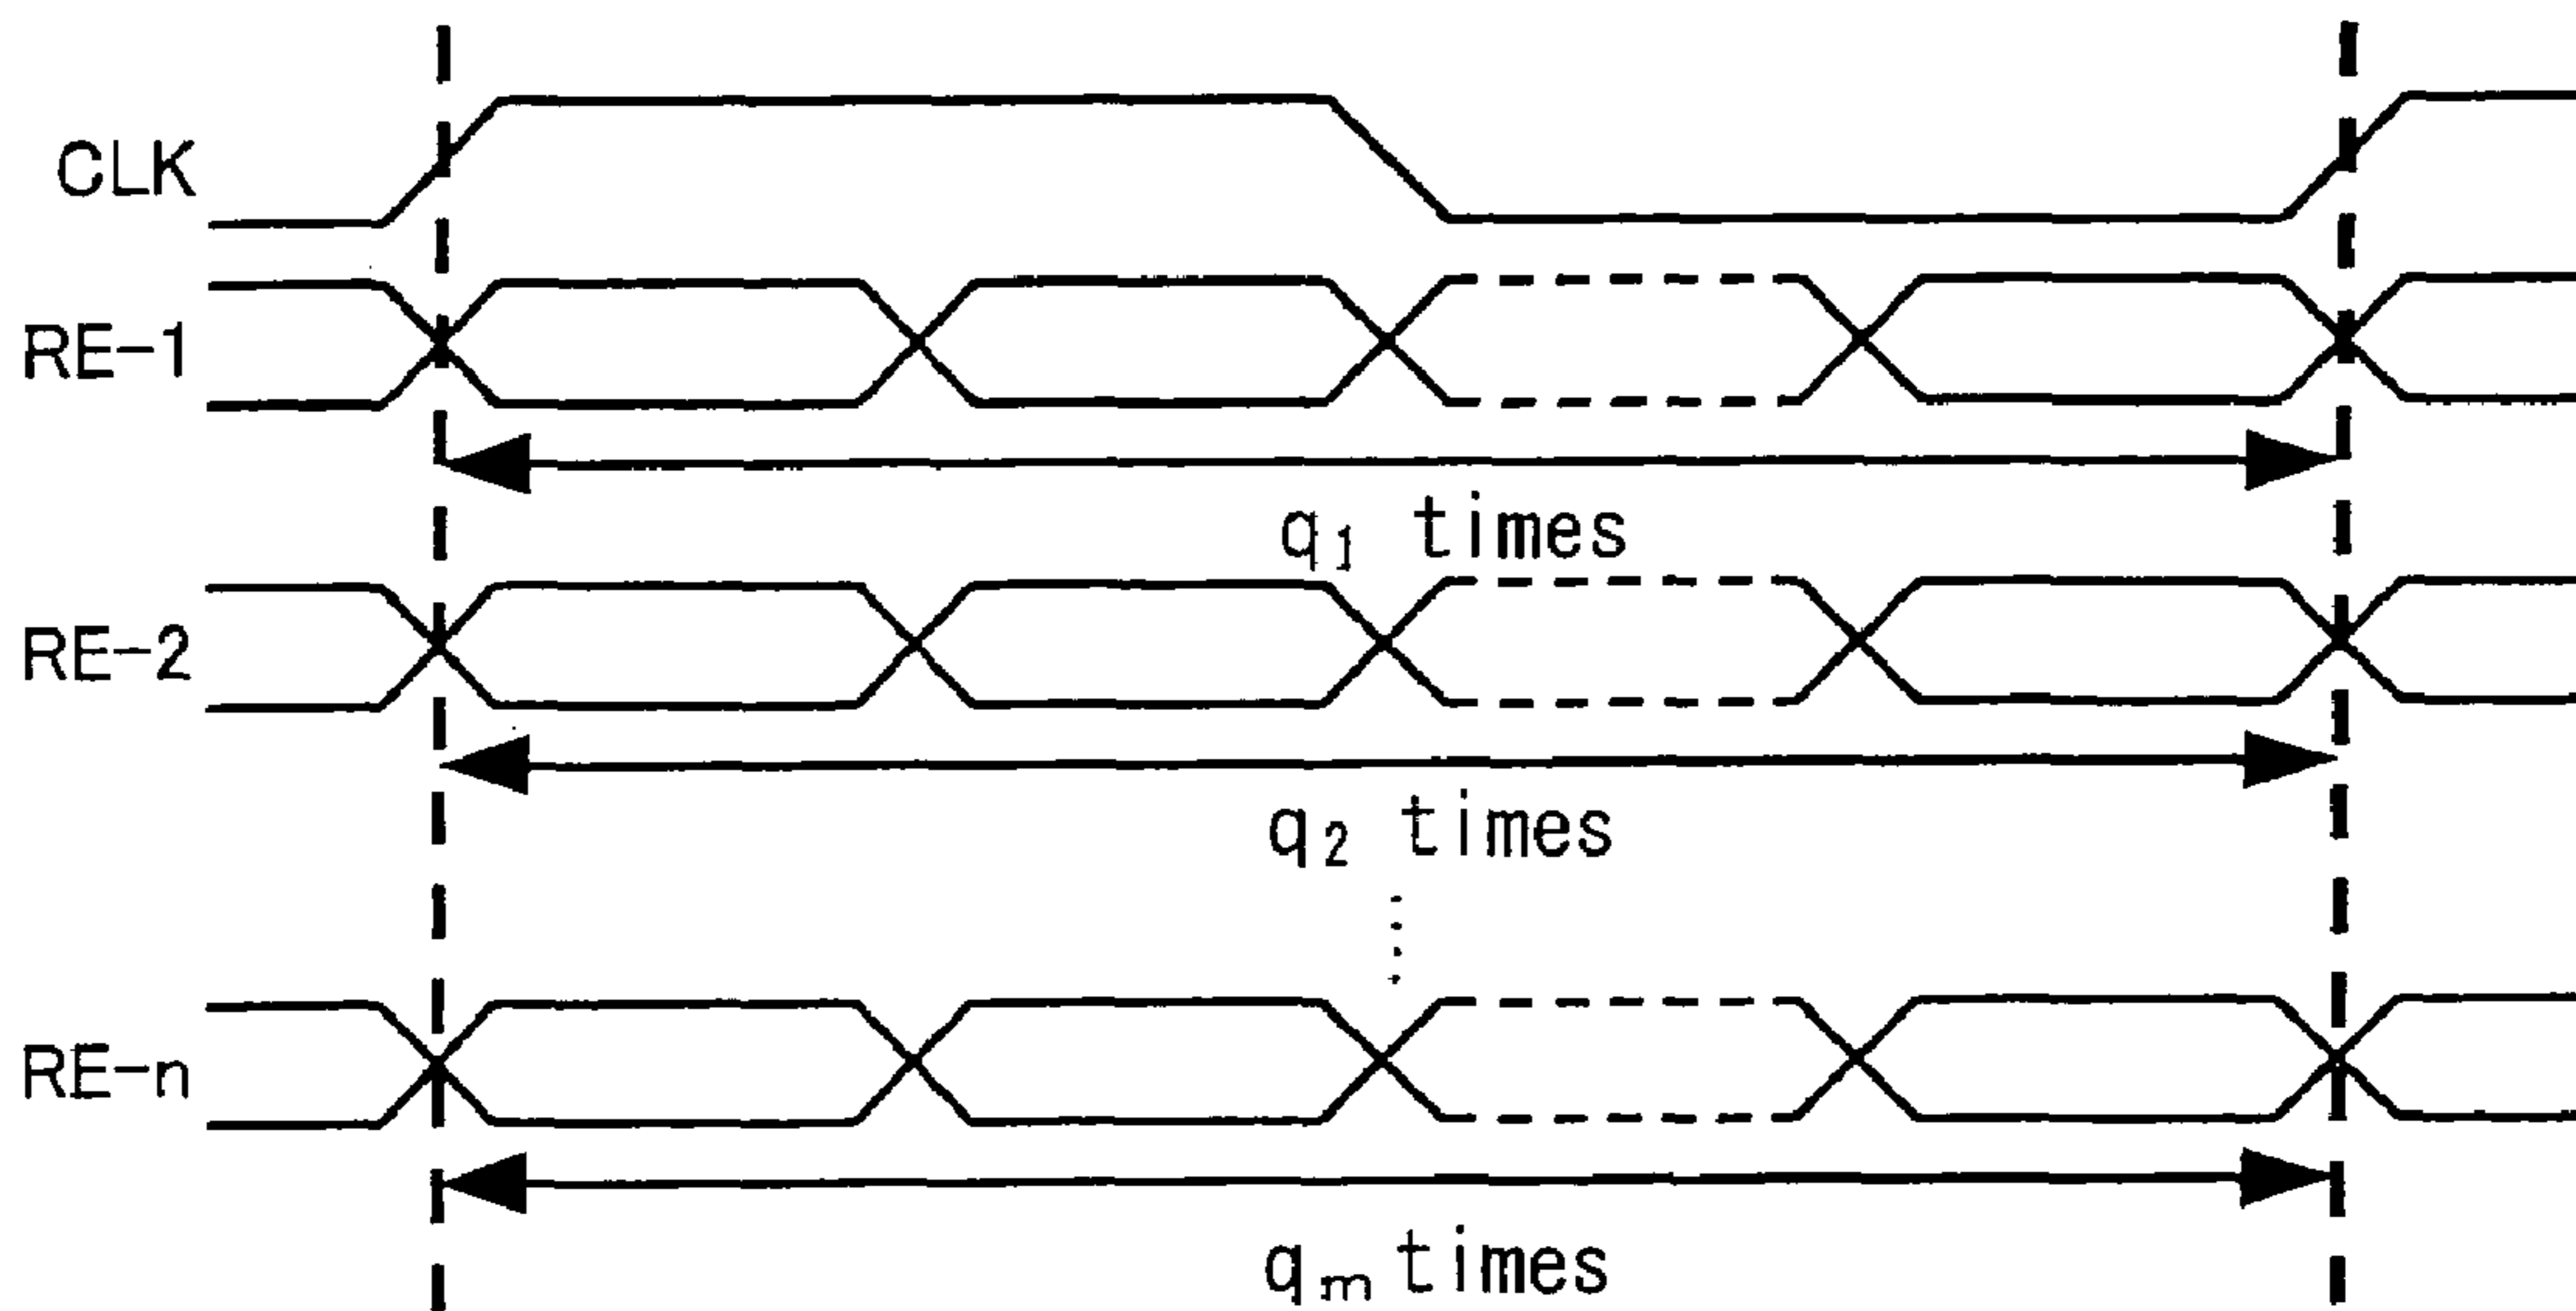 CLK
RE-1
q₁ times
RE-2
q₂ times
RE-n
qₘ times